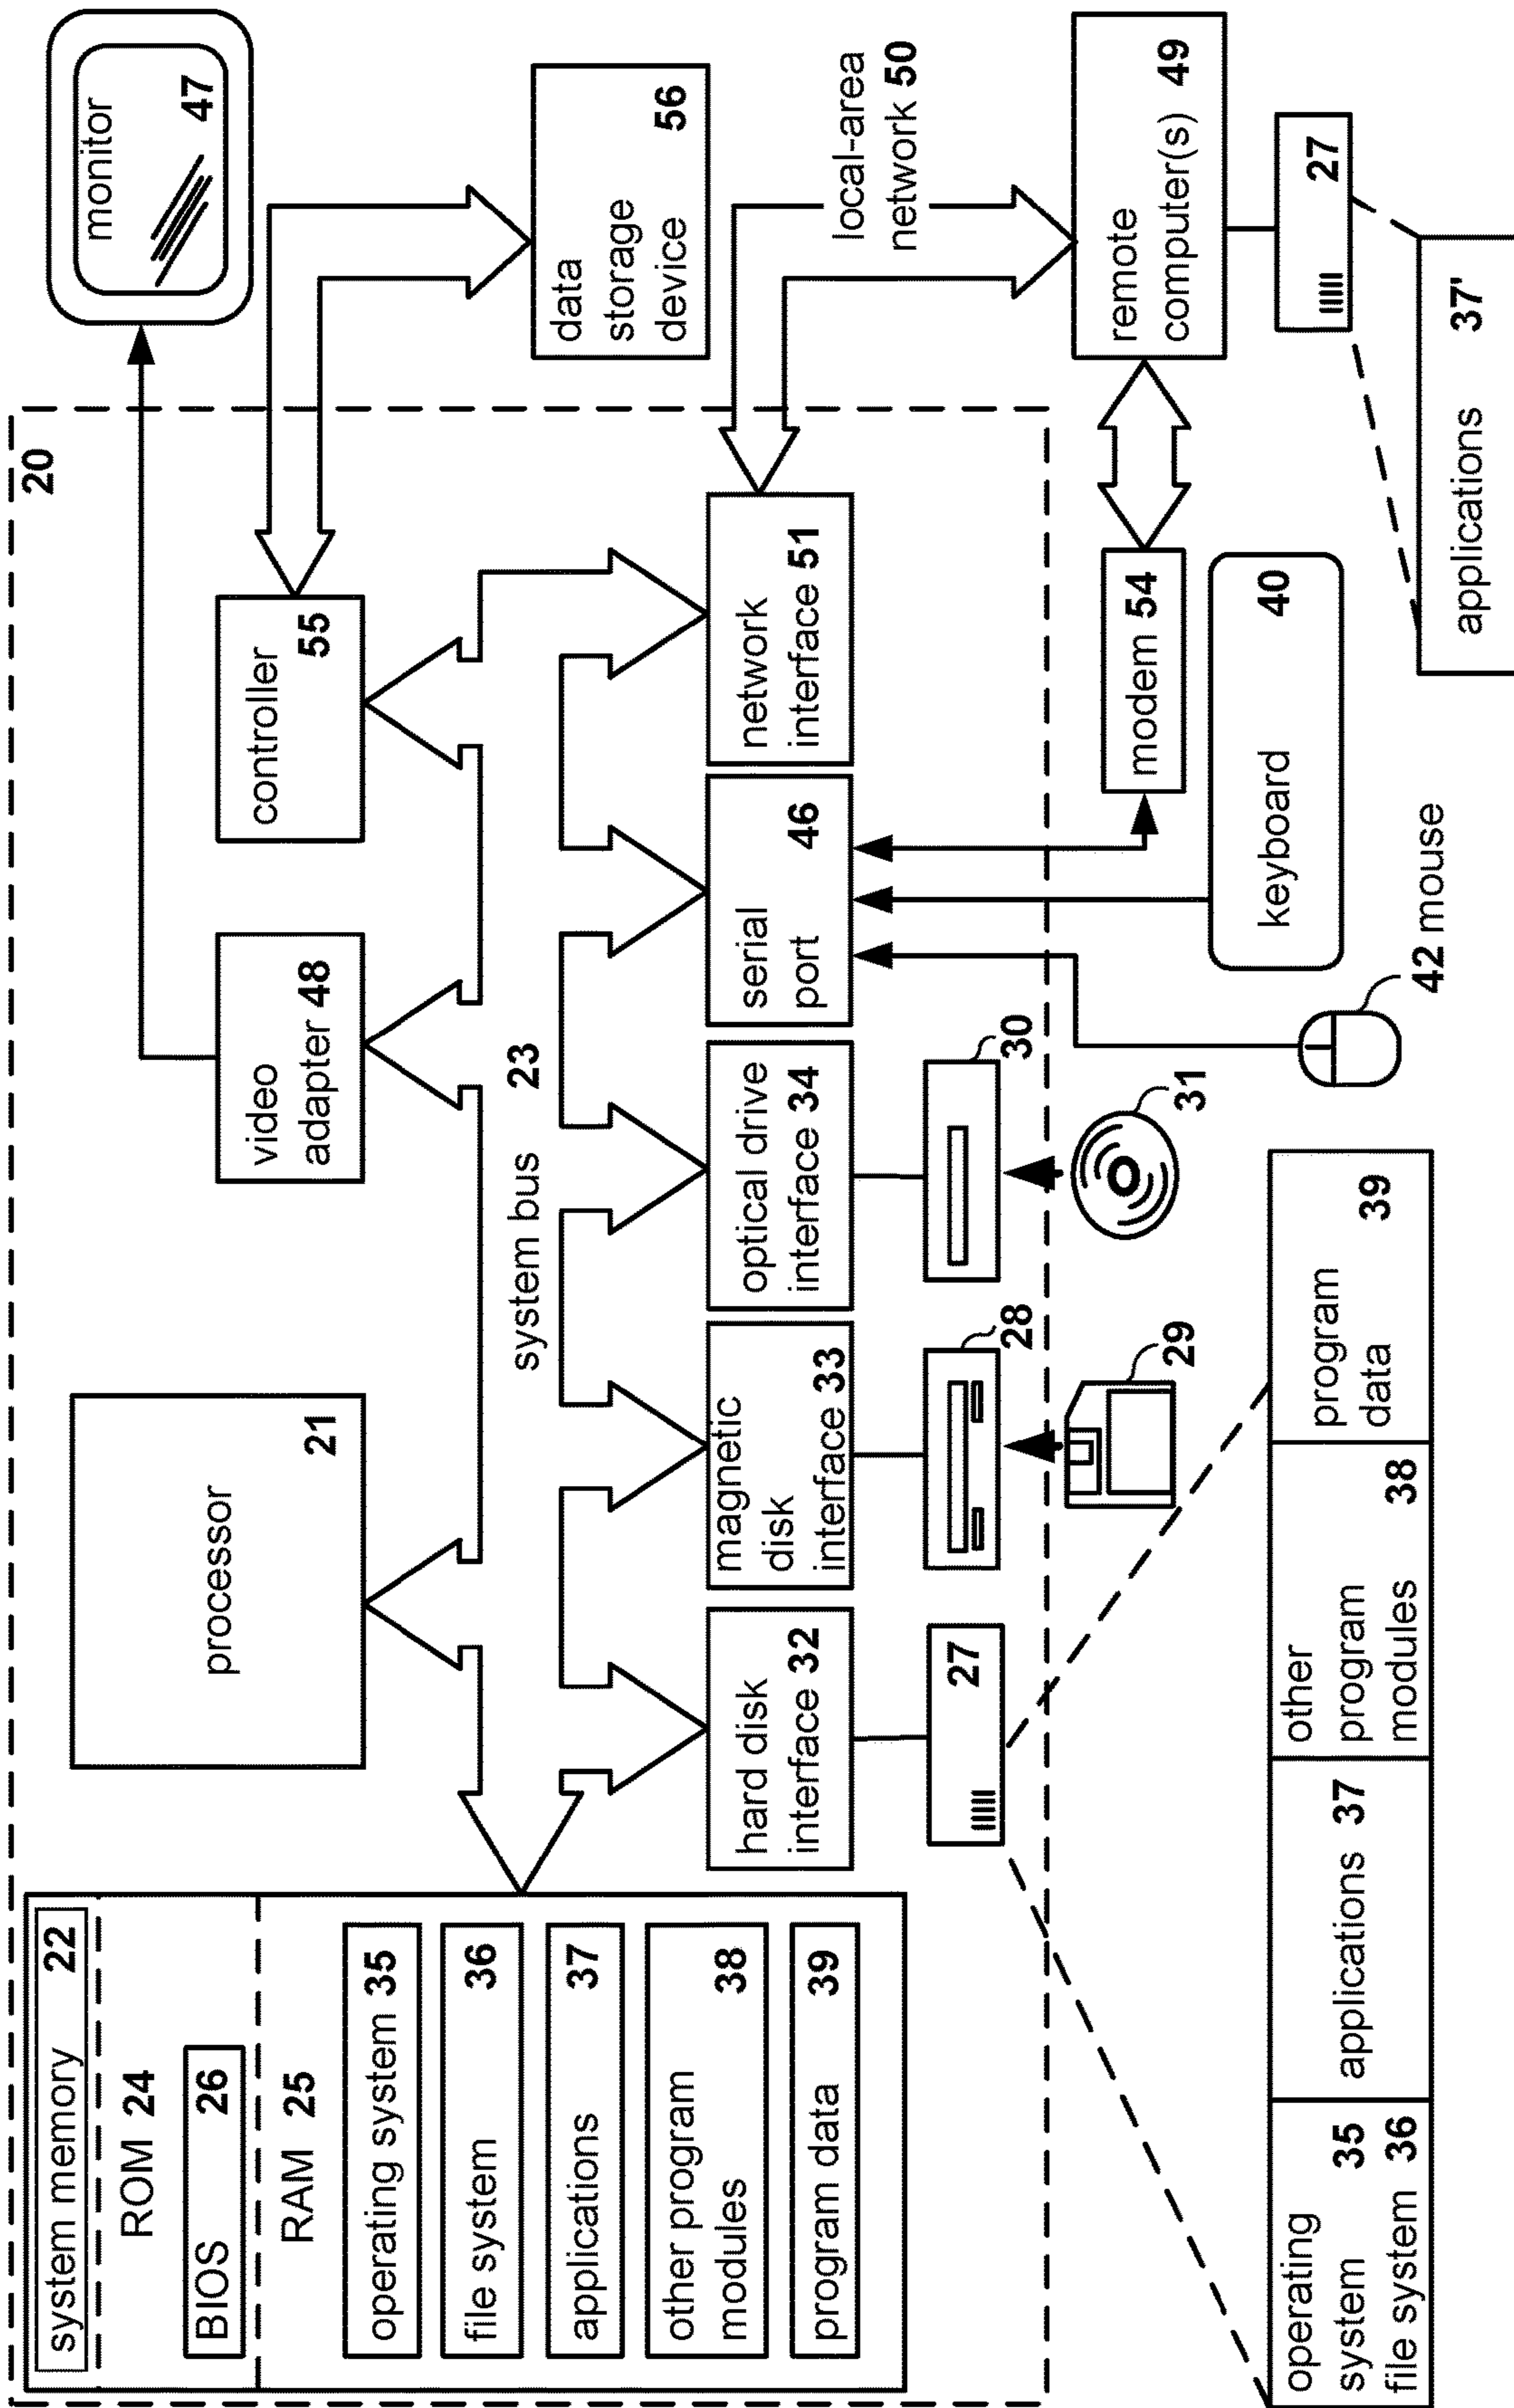 20
system memory 22
ROM 24
BIOS 26
RAM 25
operating system 35
file system 36
applications 37
other program
modules 38
program data 39
processor
21
video
adapter 48
controller
55
monitor
47
system bus 23
hard disk
interface 32
magnetic
disk
interface 33
optical drive
interface 34
serial
port 46
network
interface 51
data
storage
device
56
local-area
network 50
27
28
30
29
31
42 mouse
keyboard
40
modem 54
remote
computer(s) 49
27
applications 37'
operating
system 35
file system 36
applications 37
other
program
modules 38
program
data 39